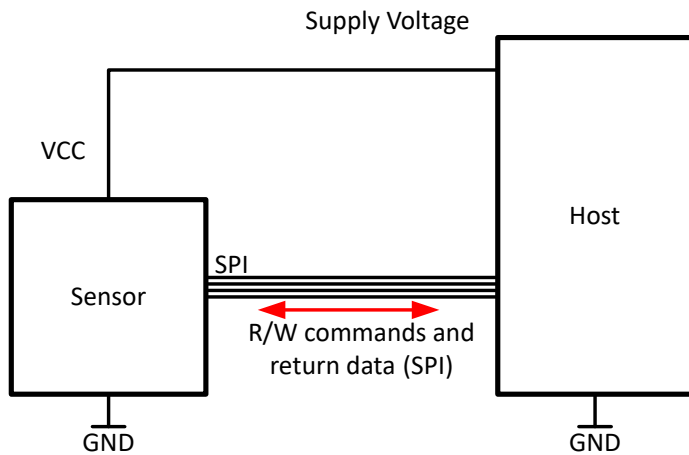 Supply Voltage
VCC
Host
SPI
Sensor
R/W commands and
return data (SPI)
GND
GND